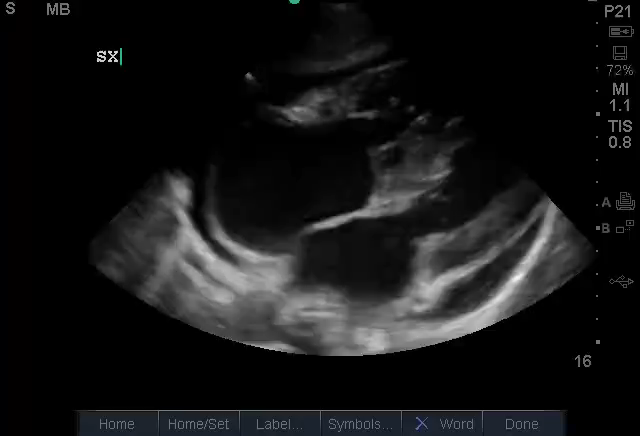 S MB
P21
sx
72%
MI
1.1
TIS
0.8
A
B
16
Home Home/Set Label... Symbols... X Word Done